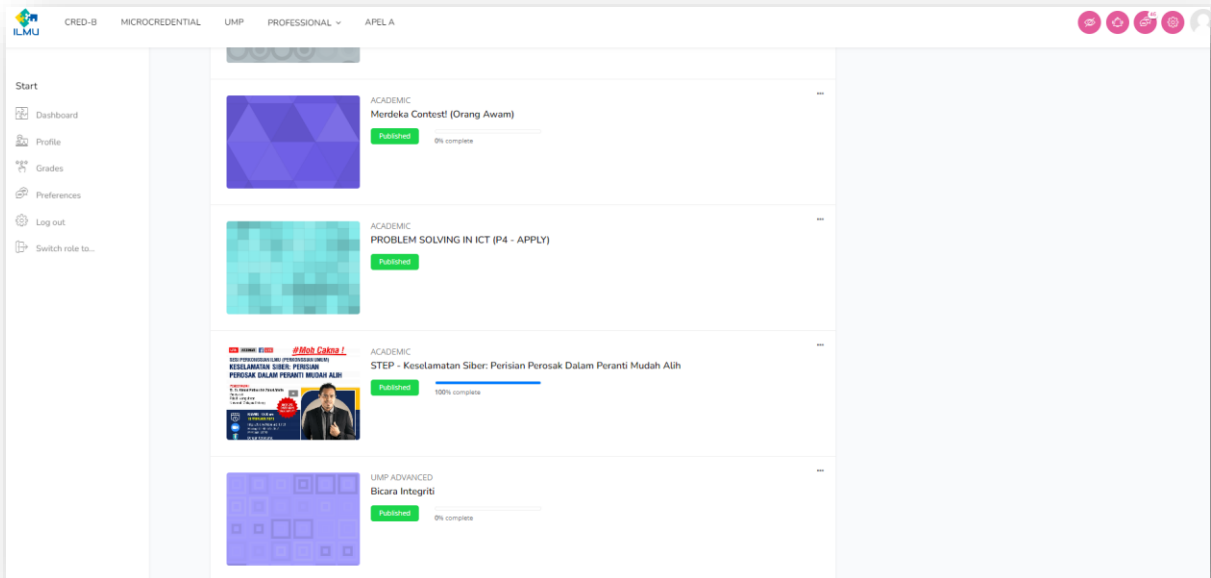 ILMU
CRED-B
MICROCREDENTIAL
UMP
PROFESSIONAL
APEL A
Start
Dashboard
Profile
Grades
Preferences
Log out
Switch role to...
ACADEMIC
Merdeka Contest! (Orang Awam)
Published
0% complete
ACADEMIC
PROBLEM SOLVING IN ICT (P4 - APPLY)
Published
#Moh Cakna !
KESELAMATAN SIBER: PERISIAN
PEROSAK DALAM PERANTI MUDAH ALIH
ACADEMIC
STEP - Keselamatan Siber: Perisian Perosak Dalam Peranti Mudah Alih
Published
100% complete
UMP ADVANCED
Bicara Integriti
Published
0% complete